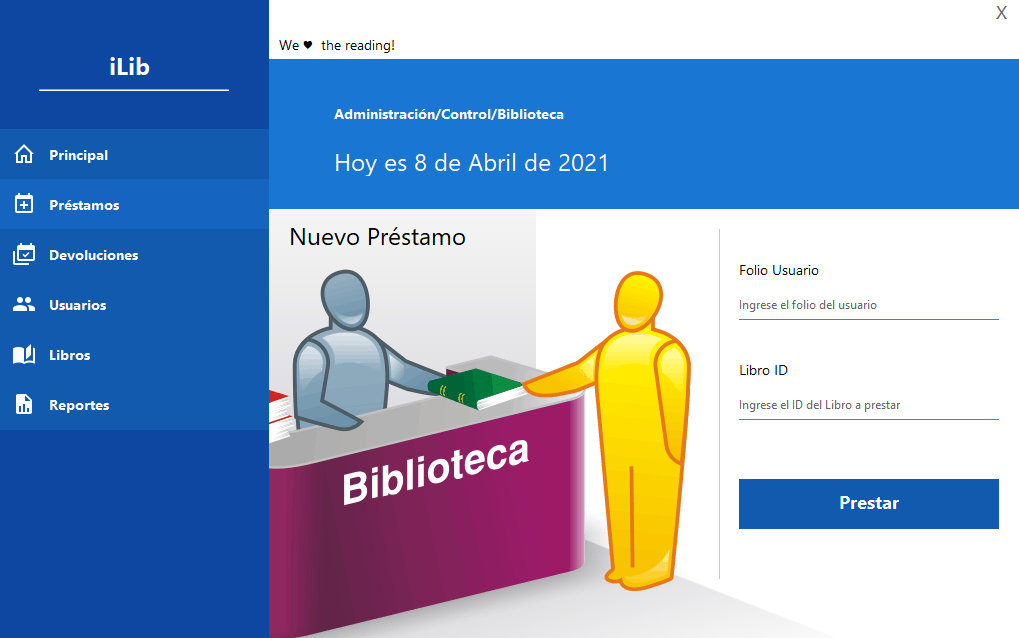 X
We ♥ the reading!
iLib
Administración/Control/Biblioteca
Hoy es 8 de Abril de 2021
Principal
Préstamos
Devoluciones
Usuarios
Libros
Reportes
Nuevo Préstamo
Biblioteca
Folio Usuario
Ingrese el folio del usuario
Libro ID
Ingrese el ID del Libro a prestar
Prestar